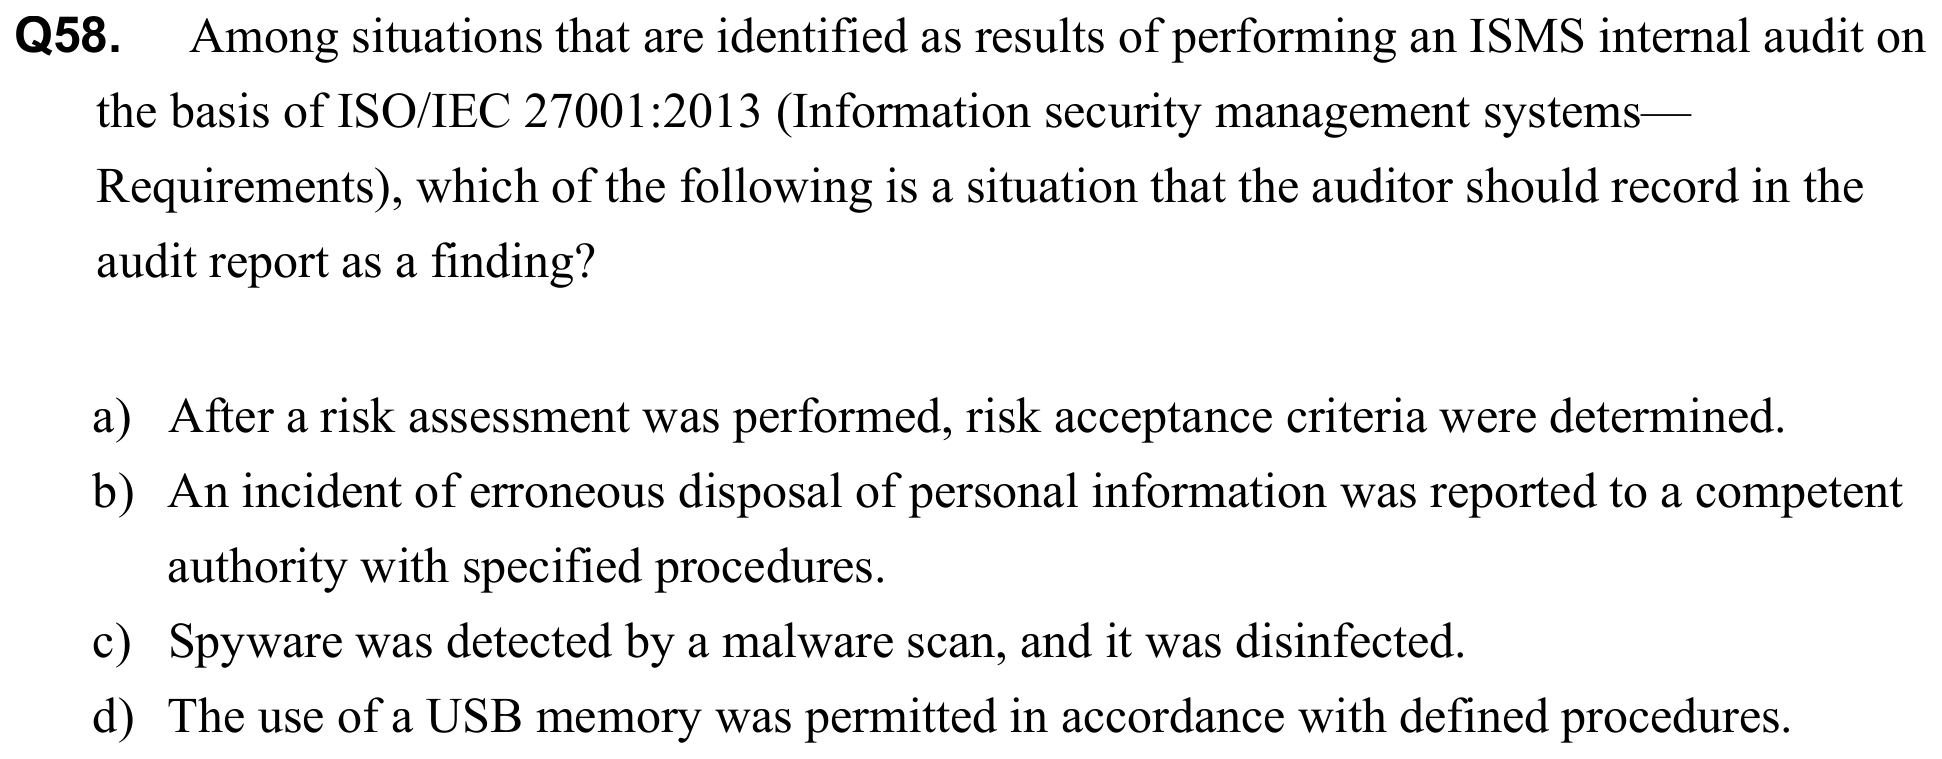 Q58. Among situations that are identified as results of performing an ISMS internal audit on
the basis of ISO/IEC 27001:2013 (Information security management systems—
Requirements), which of the following is a situation that the auditor should record in the
audit report as a finding?
a) After a risk assessment was performed, risk acceptance criteria were determined.
b) An incident of erroneous disposal of personal information was reported to a competent
authority with specified procedures.
c) Spyware was detected by a malware scan, and it was disinfected.
d) The use of a USB memory was permitted in accordance with defined procedures.